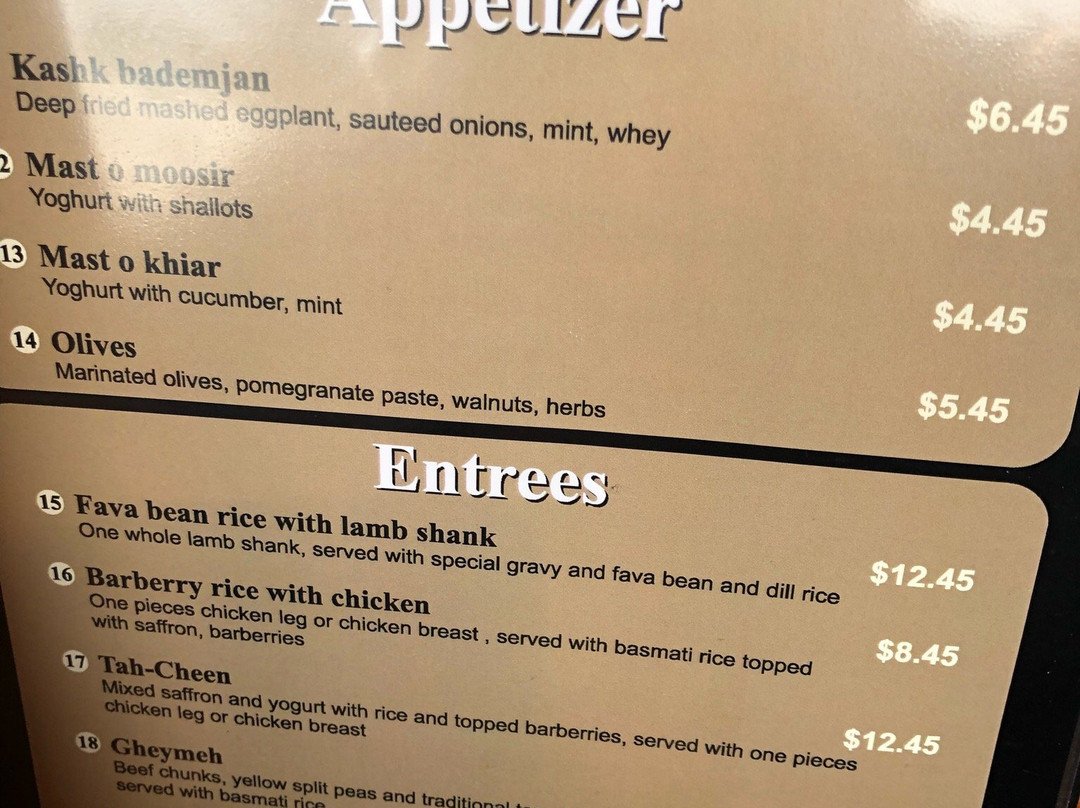 Appetizer
Kashk bademjan
Deep fried mashed eggplant, sauteed onions, mint, whey
$6.45
2 Mast o moosir
Yoghurt with shallots
$4.45
13 Mast o khiar
Yoghurt with cucumber, mint
$4.45
14 Olives
Marinated olives, pomegranate paste, walnuts, herbs
$5.45
Entrees
15 Fava bean rice with lamb shank
One whole lamb shank, served with special gravy and fava bean and dill rice
$12.45
16 Barberry rice with chicken
One pieces chicken leg or chicken breast , served with basmati rice topped
with saffron, barberries
$8.45
17 Tah-Cheen
Mixed saffron and yogurt with rice and topped barberries, served with one pieces
chicken leg or chicken breast
$12.45
18 Gheymeh
Beef chunks, yellow split peas and traditional
served with basmati rice